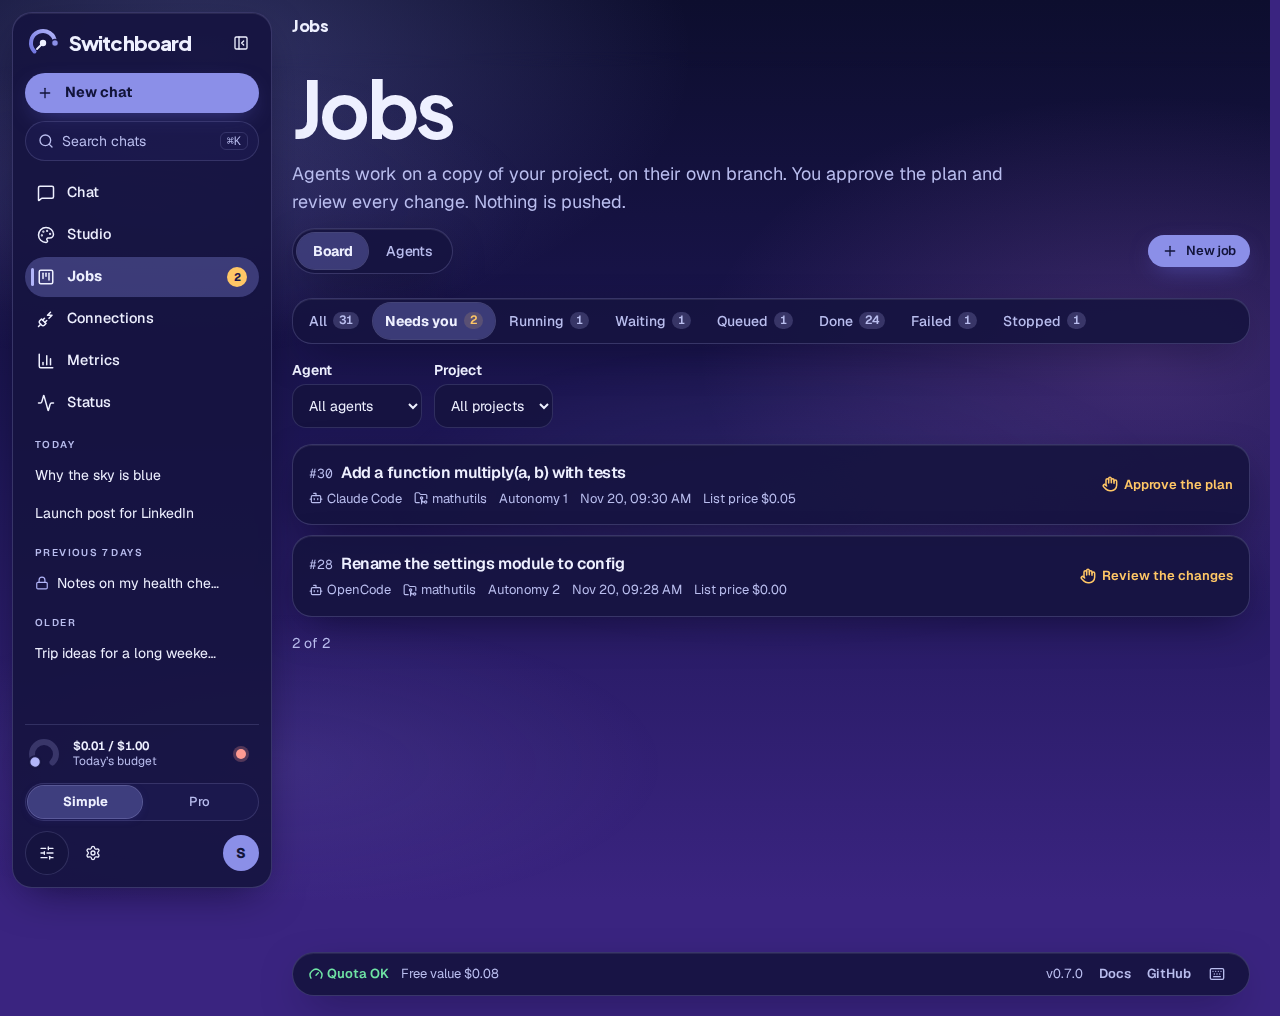 Switchboard
New chat
Search chats ⌘K
Chat
Studio
Jobs 2
Connections
Metrics
Status
TODAY
Why the sky is blue
Launch post for LinkedIn
PREVIOUS 7 DAYS
Notes on my health che...
OLDER
Trip ideas for a long weeke...
$0.01 / $1.00
Today's budget
Simple Pro
S
Jobs
Jobs
Agents work on a copy of your project, on their own branch. You approve the plan and
review every change. Nothing is pushed.
Board Agents
New job
All 31 Needs you 2 Running 1 Waiting 1 Queued 1 Done 24 Failed 1 Stopped 1
Agent Project
All agents All projects
#30 Add a function multiply(a, b) with tests
Claude Code mathutils Autonomy 1 Nov 20, 09:30 AM List price $0.05
Approve the plan
#28 Rename the settings module to config
OpenCode mathutils Autonomy 2 Nov 20, 09:28 AM List price $0.00
Review the changes
2 of 2
Quota OK Free value $0.08
v0.7.0 Docs GitHub